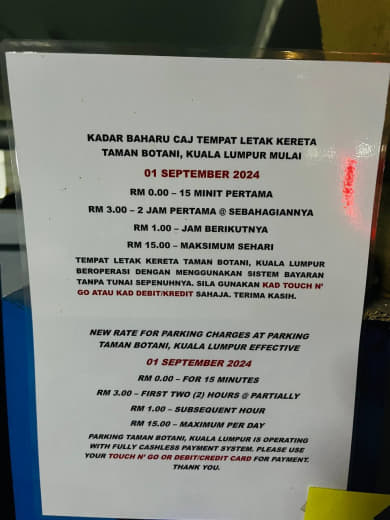 KADAR BAHARU CAJ TEMPAT LETAK KERETA
TAMAN BOTANI, KUALA LUMPUR MULAI
01 SEPTEMBER 2024
RM 0.00 – 15 MINIT PERTAMA
RM 3.00 – 2 JAM PERTAMA @ SEBAHAGIANNYA
RM 1.00 – JAM BERIKUTNYA
RM 15.00 – MAKSIMUM SEHARI
TEMPAT LETAK KERETA TAMAN BOTANI, KUALA LUMPUR
BEROPERASI DENGAN MENGGUNAKAN SISTEM BAYARAN
TANPA TUNAI SEPENUHNYA. SILA GUNAKAN KAD TOUCH N'
GO ATAU KAD DEBIT/KREDIT SAHAJA. TERIMA KASIH.
NEW RATE FOR PARKING CHARGES AT PARKING
TAMAN BOTANI, KUALA LUMPUR EFFECTIVE
01 SEPTEMBER 2024
RM 0.00 – FOR 15 MINUTES
RM 3.00 – FIRST TWO (2) HOURS @ PARTIALLY
RM 1.00 – SUBSEQUENT HOUR
RM 15.00 – MAXIMUM PER DAY
PARKING TAMAN BOTANI, KUALA LUMPUR IS OPERATING
WITH FULLY CASHLESS PAYMENT SYSTEM. PLEASE USE
YOUR TOUCH N' GO OR DEBIT/CREDIT CARD FOR PAYMENT.
THANK YOU.